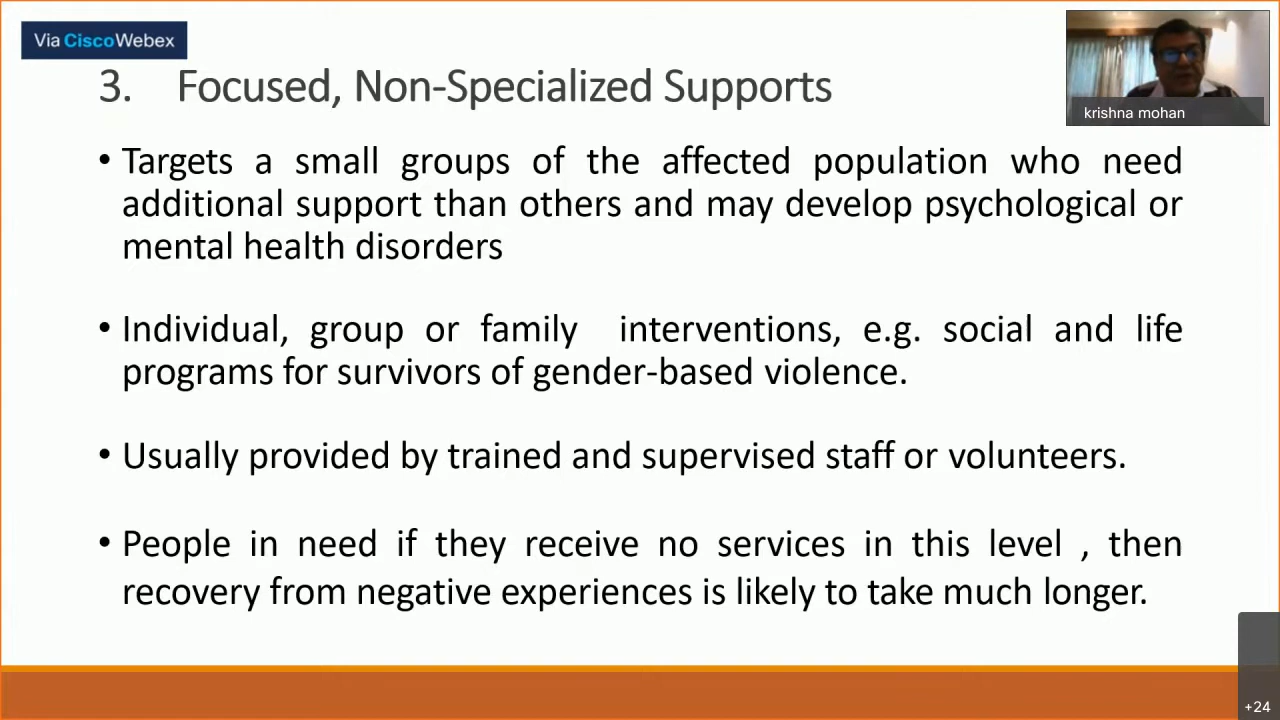 Via CiscoWebex
krishna mohan
3. Focused, Non-Specialized Supports
• Targets a small groups of the affected population who need
additional support than others and may develop psychological or
mental health disorders
• Individual, group or family interventions, e.g. social and life
programs for survivors of gender-based violence.
• Usually provided by trained and supervised staff or volunteers.
• People in need if they receive no services in this level , then
recovery from negative experiences is likely to take much longer.
+24